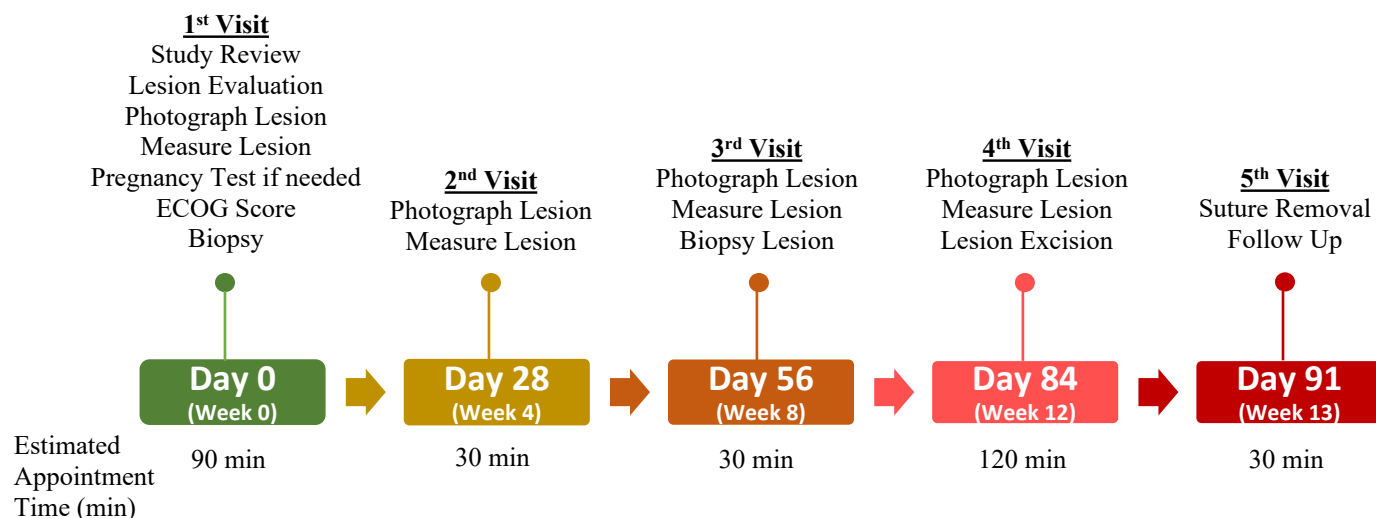 1st Visit
Study Review
Lesion Evaluation
Photograph Lesion
Measure Lesion
Pregnancy Test if needed
ECOG Score
Biopsy
2nd Visit
Photograph Lesion
Measure Lesion
3rd Visit
Photograph Lesion
Measure Lesion
Biopsy Lesion
4th Visit
Photograph Lesion
Measure Lesion
Lesion Excision
5th Visit
Suture Removal
Follow Up
Day 0
(Week 0)
Day 28
(Week 4)
Day 56
(Week 8)
Day 84
(Week 12)
Day 91
(Week 13)
Estimated
Appointment
Time (min)
90 min
30 min
30 min
120 min
30 min